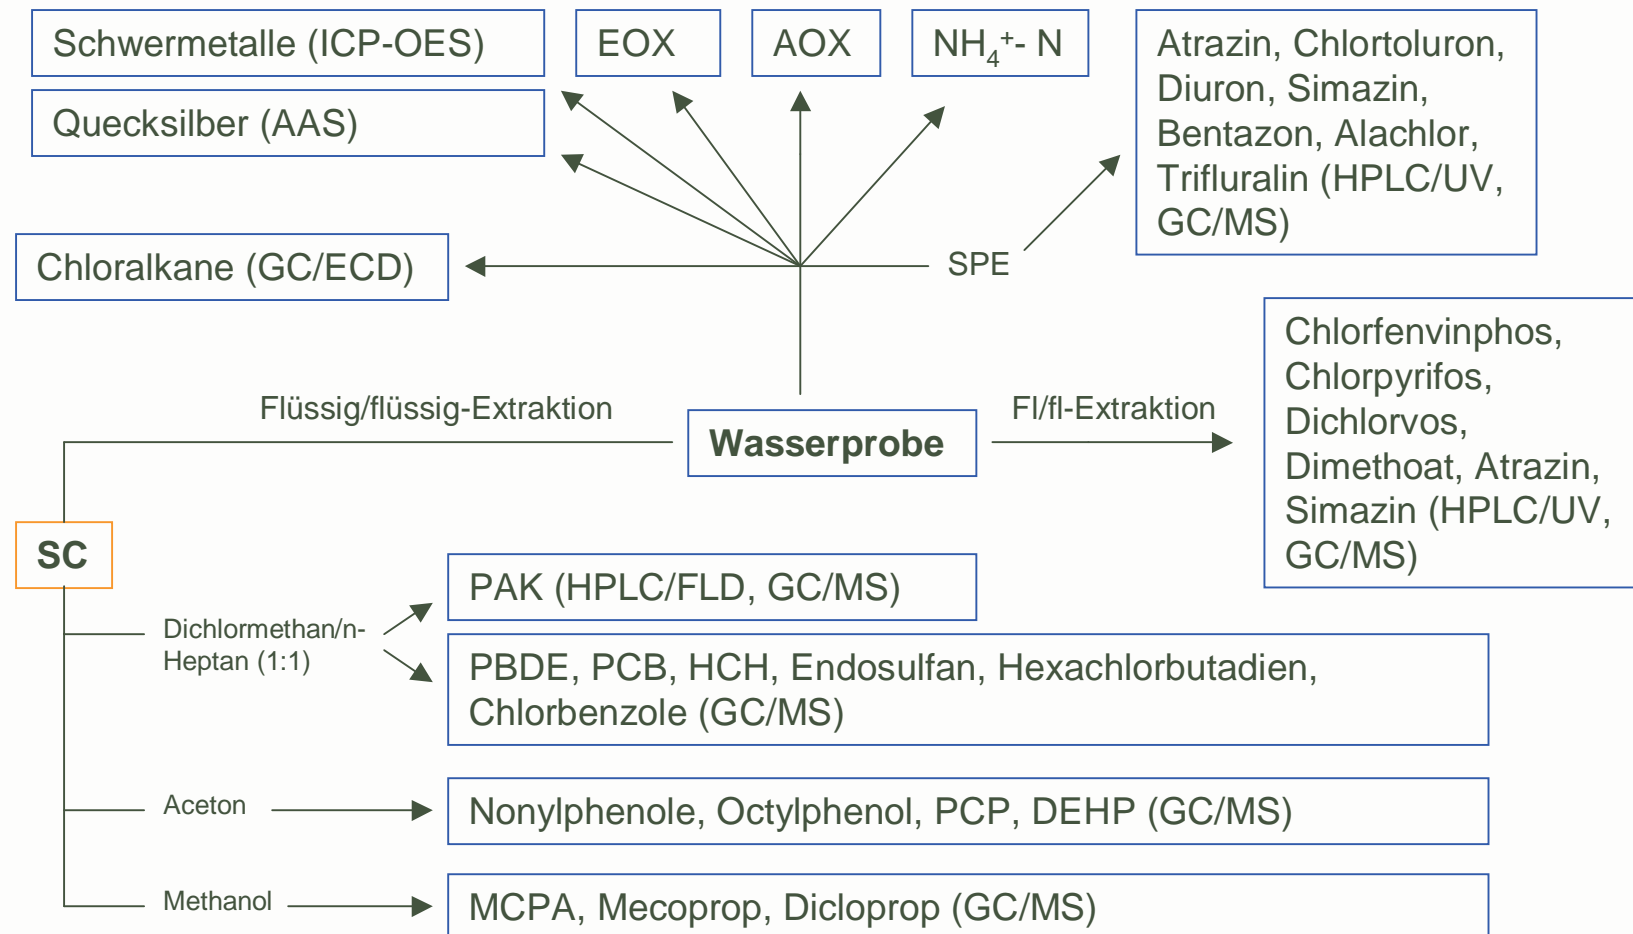 Schwermetalle (ICP-OES)
EOX
AOX
NH₄⁺- N
Quecksilber (AAS)
Atrazin, Chlortoluron,
Diuron, Simazin,
Bentazon, Alachlor,
Trifluralin (HPLC/UV,
GC/MS)
Chloralkane (GC/ECD)
SPE
Chlorfenvinphos,
Chlorpyrifos,
Dichlorvos,
Dimethoat, Atrazin,
Simazin (HPLC/UV,
GC/MS)
Flüssig/flüssig-Extraktion
Wasserprobe
Fl/fl-Extraktion
SC
Dichlormethan/n-
Heptan (1:1)
PAK (HPLC/FLD, GC/MS)
PBDE, PCB, HCH, Endosulfan, Hexachlorbutadien,
Chlorbenzole (GC/MS)
Aceton
Nonylphenole, Octylphenol, PCP, DEHP (GC/MS)
Methanol
MCPA, Mecoprop, Dicloprop (GC/MS)